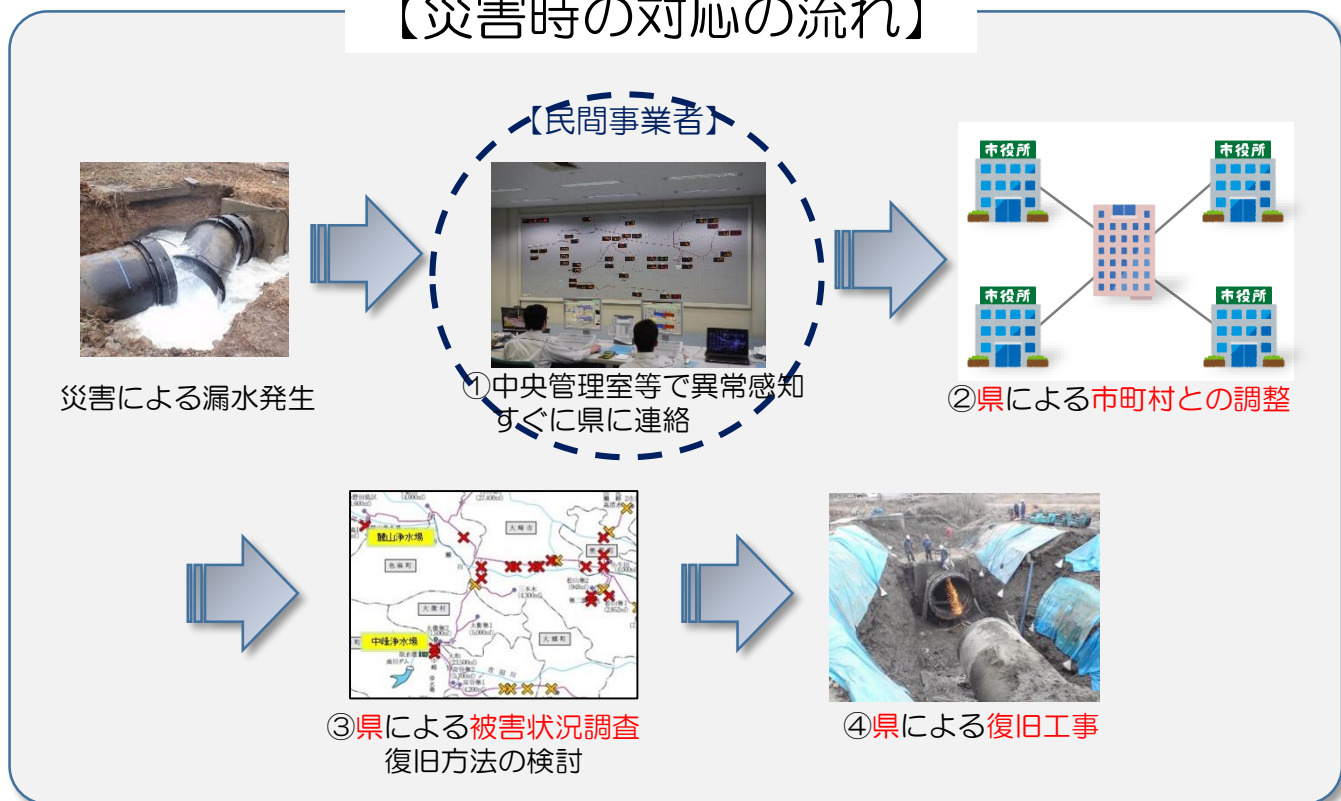 【災害時の対応の流れ】
【民間事業者】
災害による漏水発生
①中央管理室等で異常感知
すぐに県に連絡
市役所
市役所
市役所
市役所
②県による市町村との調整
麓山浄水場
色麻町
大崎市
三本木
大衡村
中峰浄水場
大郷町
③県による被害状況調査
復旧方法の検討
④県による復旧工事